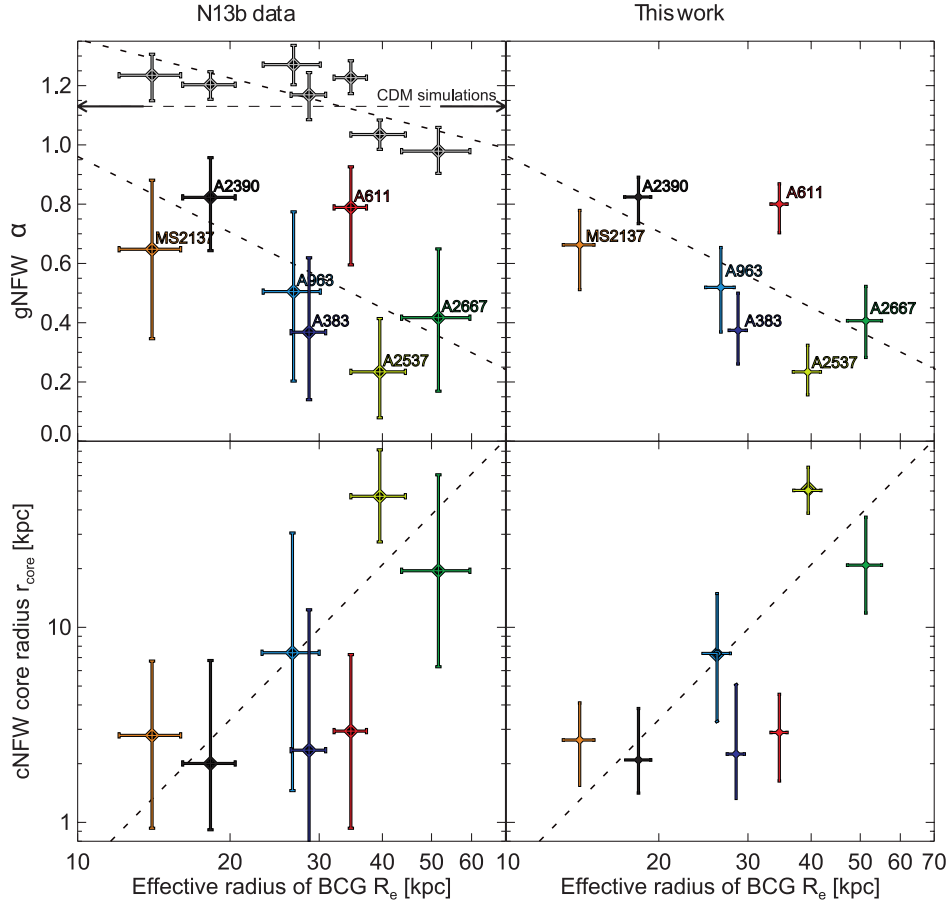 N13b data
This work
1.2
1.0
0.8
0.6
0.4
0.2
0.0
gNFW α
CDM simulations
A2390
A611
MS2137
A963
A383
A2667
A2537
A2390
A611
MS2137
A963
A383
A2667
A2537
10
1
cNFW core radius r_core [kpc]
10 20 30 40 50 60
10 20 30 40 50 60 70
Effective radius of BCG R_e [kpc]
Effective radius of BCG R_e [kpc]